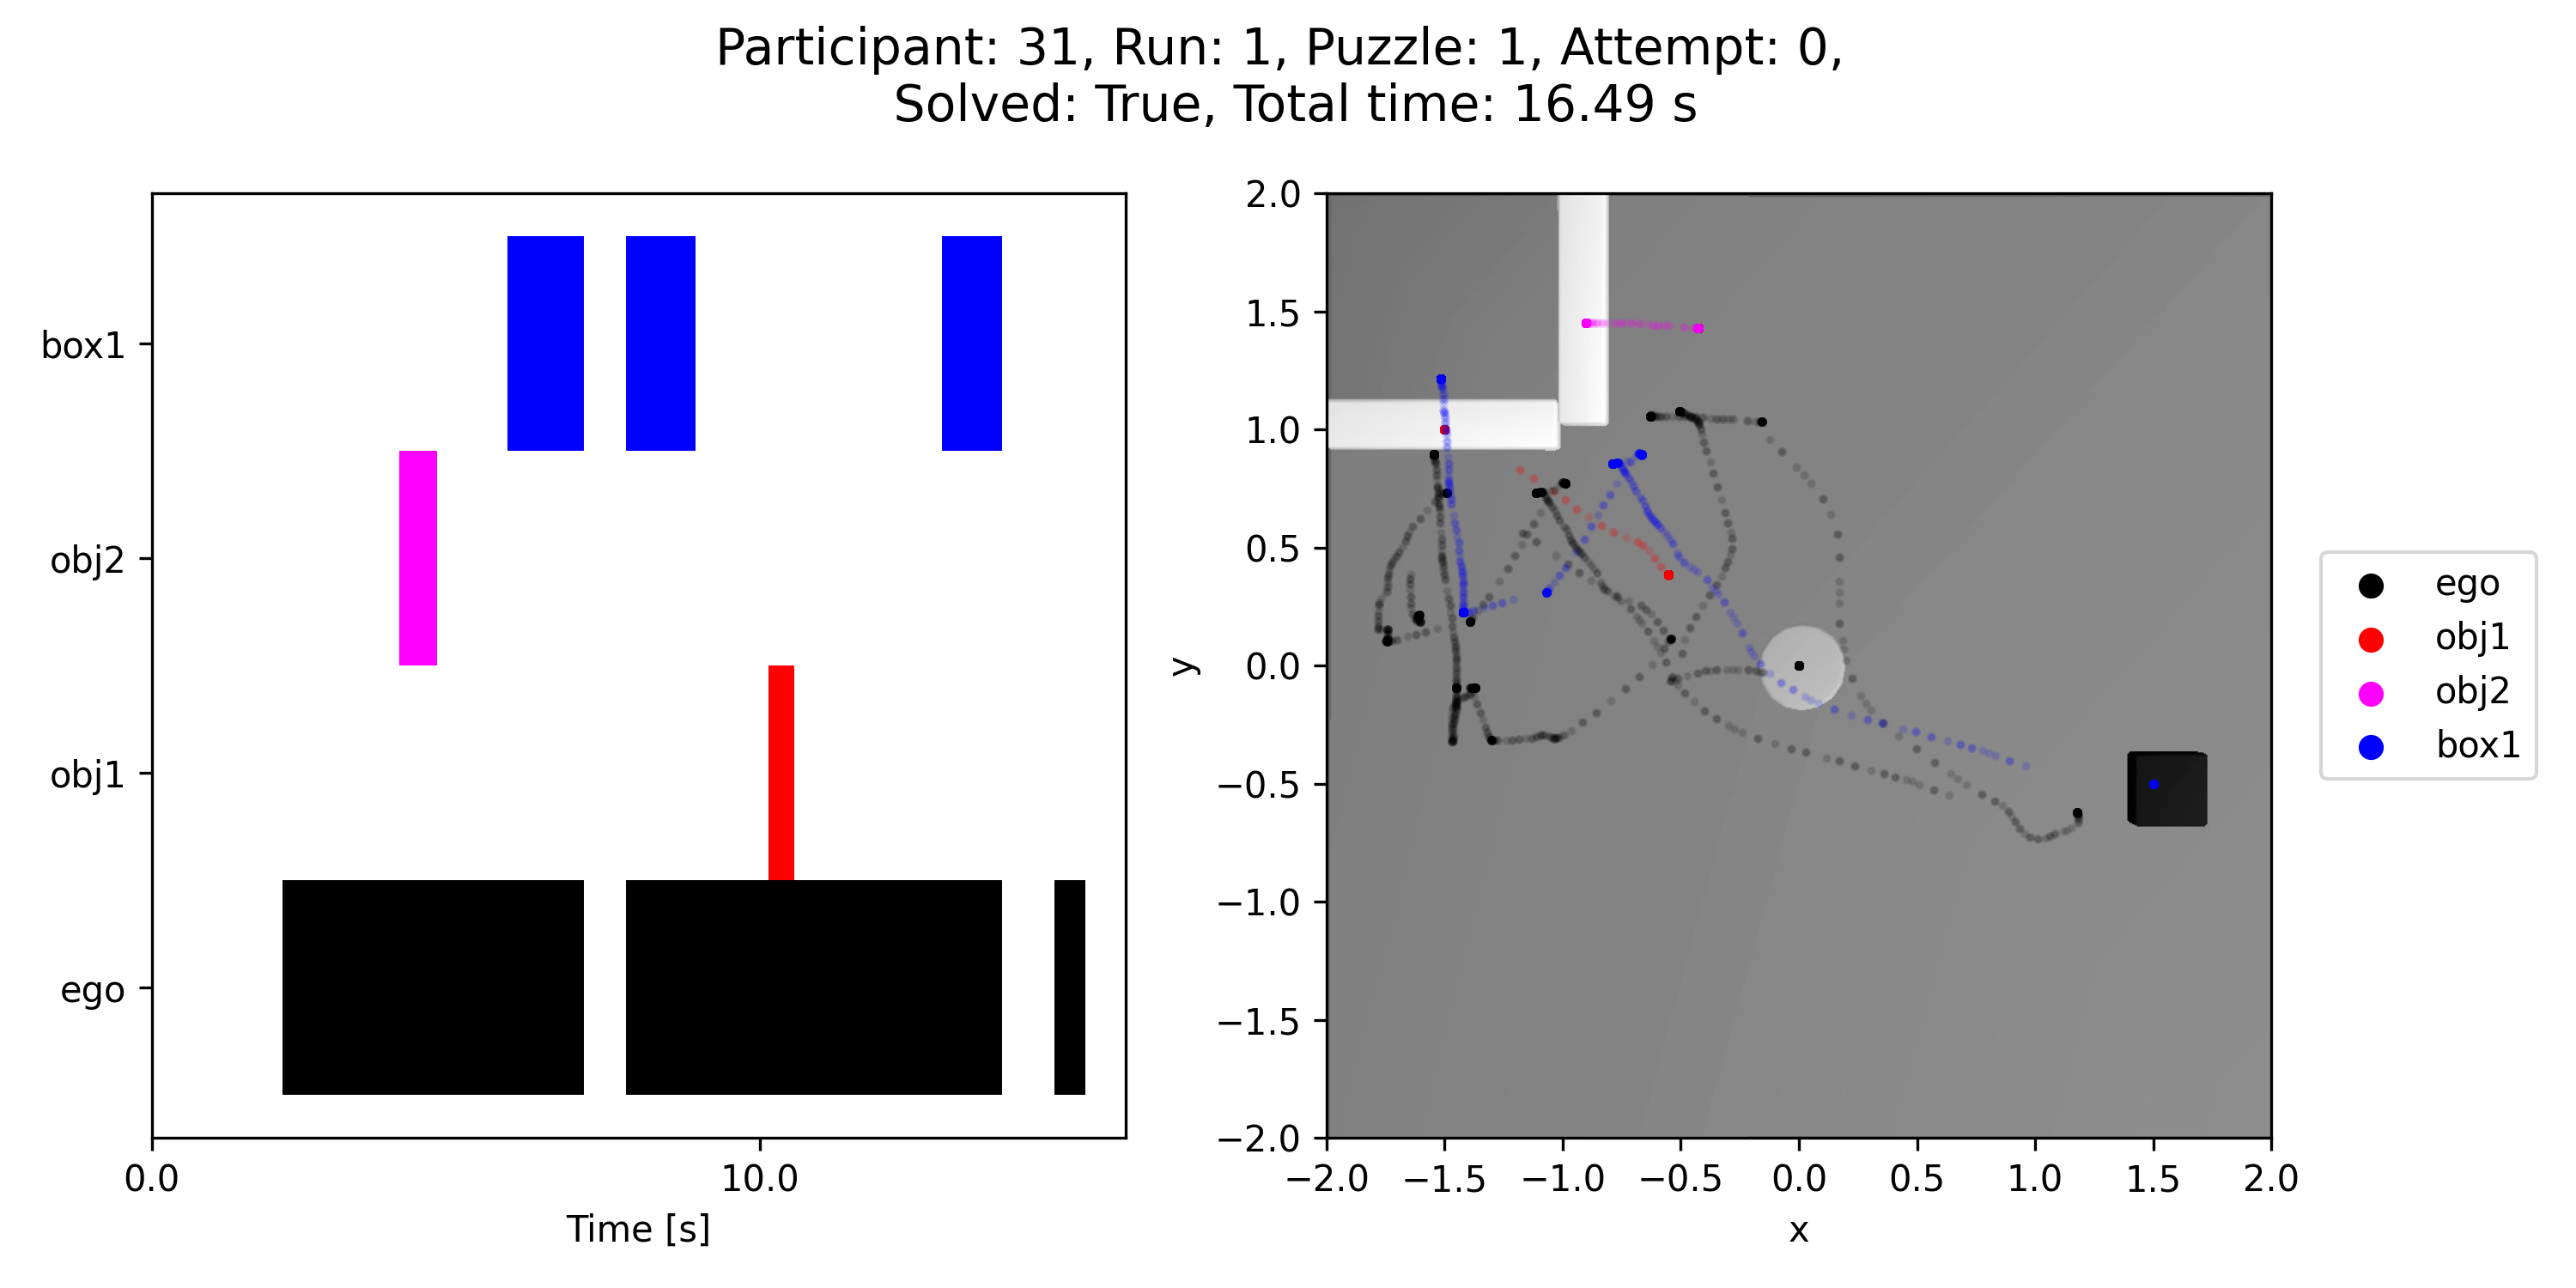 Participant: 31, Run: 1, Puzzle: 1, Attempt: 0,
Solved: True, Total time: 16.49 s
box1
obj2
obj1
ego
0.0
10.0
Time [s]
2.0
1.5
1.0
0.5
0.0
−0.5
−1.0
−1.5
−2.0
y
−2.0 −1.5 −1.0 −0.5 0.0 0.5 1.0 1.5 2.0
x
ego
obj1
obj2
box1